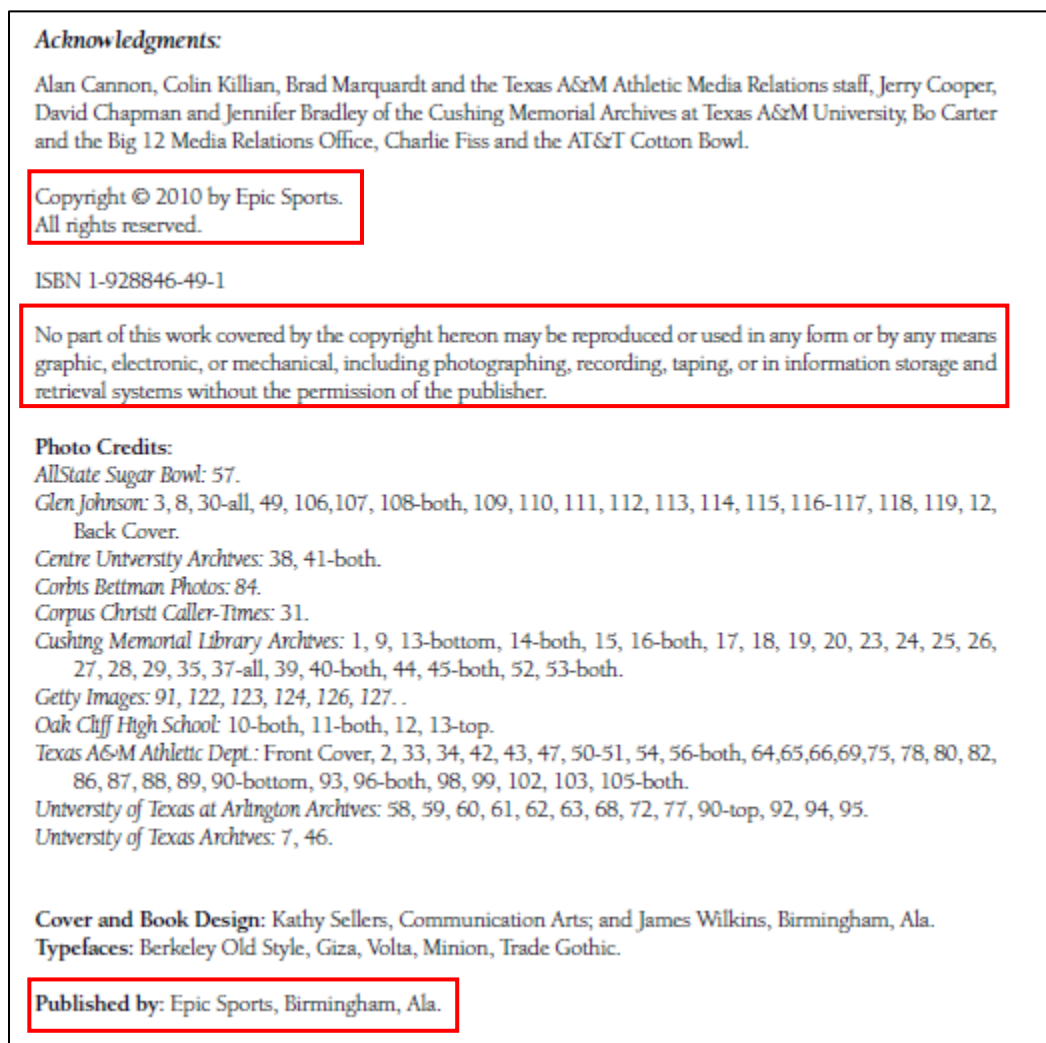 Acknowledgments:
Alan Cannon, Colin Killian, Brad Marquardt and the Texas A&M Athletic Media Relations staff, Jerry Cooper,
David Chapman and Jennifer Bradley of the Cushing Memorial Archives at Texas A&M University, Bo Carter
and the Big 12 Media Relations Office, Charlie Fiss and the AT&T Cotton Bowl.
Copyright © 2010 by Epic Sports.
All rights reserved.
ISBN 1-928846-49-1
No part of this work covered by the copyright hereon may be reproduced or used in any form or by any means
graphic, electronic, or mechanical, including photographing, recording, taping, or in information storage and
retrieval systems without the permission of the publisher.
Photo Credits:
AllState Sugar Bowl: 57.
Glen Johnson: 3, 8, 30-all, 49, 106,107, 108-both, 109, 110, 111, 112, 113, 114, 115, 116-117, 118, 119, 12,
Back Cover.
Centre University Archives: 38, 41-both.
Corbis Bettman Photos: 84.
Corpus Christi Caller-Times: 31.
Cushing Memorial Library Archives: 1, 9, 13-bottom, 14-both, 15, 16-both, 17, 18, 19, 20, 23, 24, 25, 26,
27, 28, 29, 35, 37-all, 39, 40-both, 44, 45-both, 52, 53-both.
Getty Images: 91, 122, 123, 124, 126, 127. .
Oak Cliff High School: 10-both, 11-both, 12, 13-top.
Texas A&M Athletic Dept.: Front Cover, 2, 33, 34, 42, 43, 47, 50-51, 54, 56-both, 64,65,66,69,75, 78, 80, 82,
86, 87, 88, 89, 90-bottom, 93, 96-both, 98, 99, 102, 103, 105-both.
University of Texas at Arlington Archives: 58, 59, 60, 61, 62, 63, 68, 72, 77, 90-top, 92, 94, 95.
University of Texas Archives: 7, 46.
Cover and Book Design: Kathy Sellers, Communication Arts; and James Wilkins, Birmingham, Ala.
Typefaces: Berkeley Old Style, Giza, Volta, Minion, Trade Gothic.
Published by: Epic Sports, Birmingham, Ala.